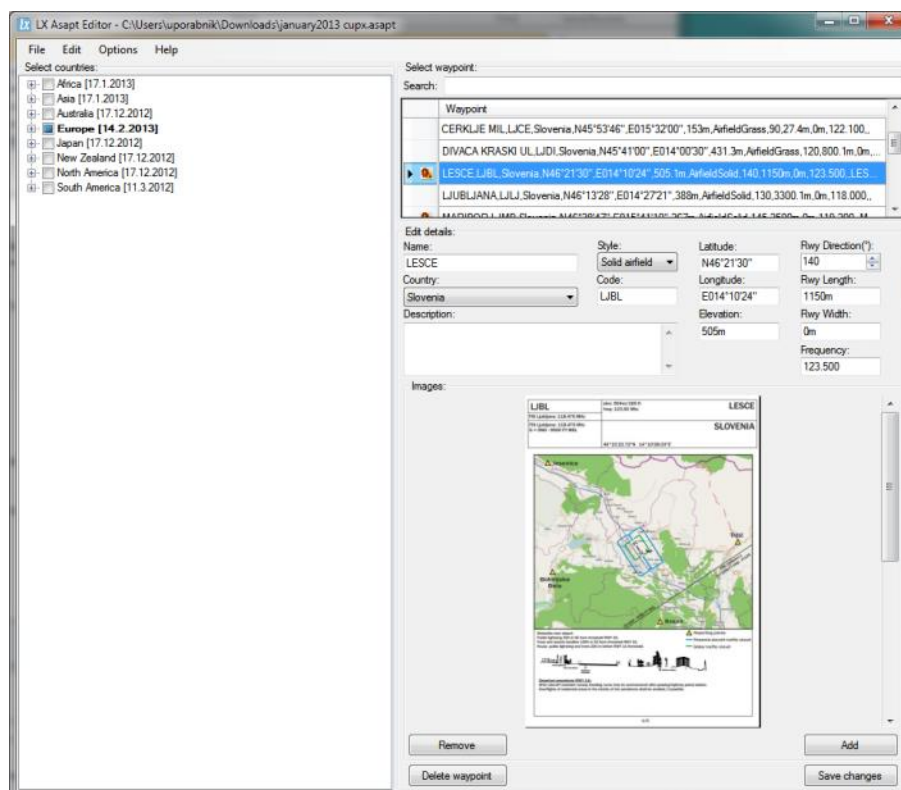 LX Asapt Editor - C:\Users\uporabnik\Downloads\january2013 cupx.asapt
File Edit Options Help
Select countries:
Africa [17.1.2013]
Asia [17.1.2013]
Australia [17.12.2012]
Europe [14.2.2013]
Japan [17.12.2012]
New Zealand [17.12.2012]
North America [17.12.2012]
South America [11.3.2012]
Select waypoint:
Search:
Waypoint
CERKLJE MIL,LJCE,Slovenia,N45°53'46",E015°32'00",153m,AirfieldGrass,90,27.4m,0m,122.100,,
DIVACA KRASKI UL,LJDI,Slovenia,N45°41'00",E014°00'30",431.3m,AirfieldGrass,120,800.1m,0m,...
LESCE,LJBL,Slovenia,N46°21'30",E014°10'24",505.1m,AirfieldSolid,140,1150m,0m,123.500,,LES...
LJUBLJANA,LJLJ,Slovenia,N46°13'28",E014°27'21",388m,AirfieldSolid,130,3300.1m,0m,118.000,,
Edit details:
Name: Style: Latitude: Rwy Direction(°):
LESCE Solid airfield N46°21'30" 140
Country: Code: Longitude: Rwy Length:
Slovenia LJBL E014°10'24" 1150m
Description: Elevation: Rwy Width:
505m 0m
Frequency:
123.500
Images:
LJBL LESCE
SLOVENIA
Remove Add
Delete waypoint Save changes